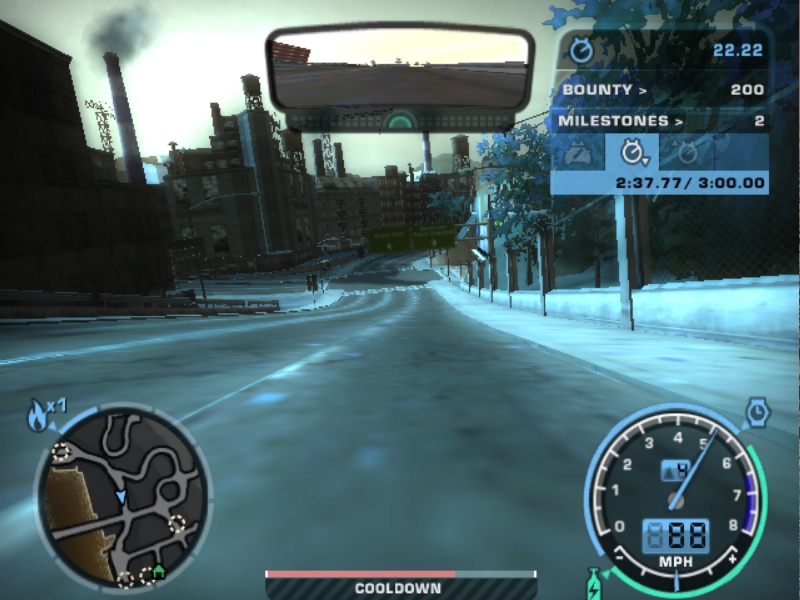 22.22
BOUNTY > 200
MILESTONES > 2
2:37.77/ 3:00.00
x1
0 1 2 3 4 5 6 7 8
4
88
MPH
COOLDOWN